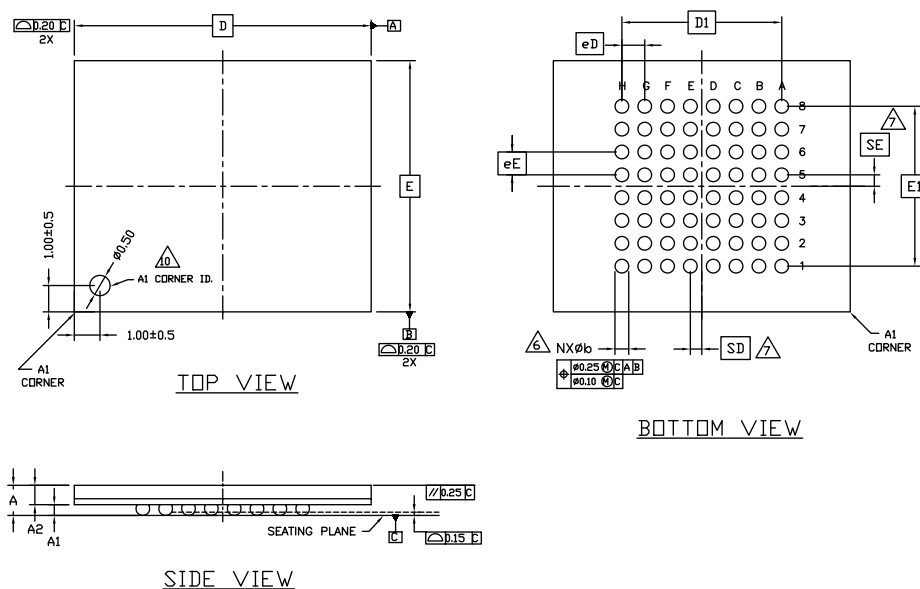 ⌓ 0.20 C
2X
D
A
E
1.00±0.5
ø0.50
10
A1 CORNER ID.
1.00±0.5
B
⌓ 0.20 C
2X
A1
CORNER
TOP VIEW
D1
eD
H G F E D C B A
8
7
6
5
4
3
2
1
7
SE
eE
E1
6
NXØb
⌖ ø0.25 Ⓜ C A B
ø0.10 Ⓜ C
SD
7
A1
CORNER
BOTTOM VIEW
A
A2
A1
// 0.25 C
SEATING PLANE
C
⌓ 0.15 C
SIDE VIEW